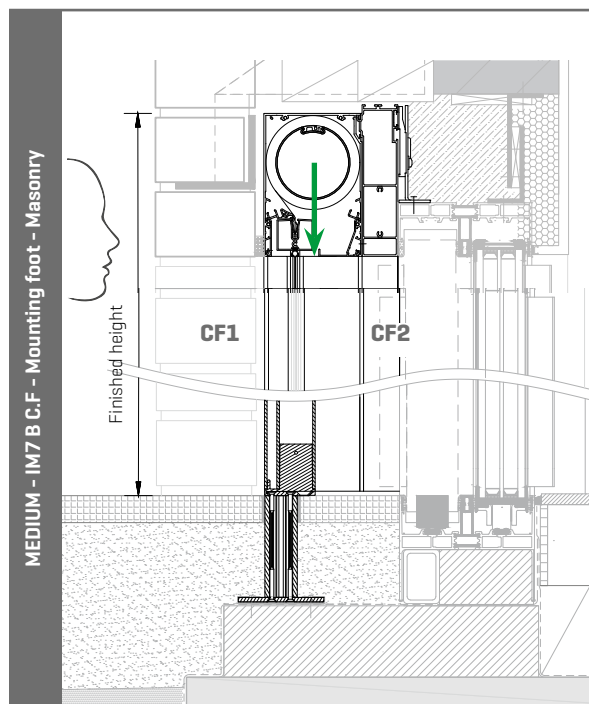 MEDIUM - IM7 B C.F - Mounting foot - Masonry
Finished height
CF1
CF2